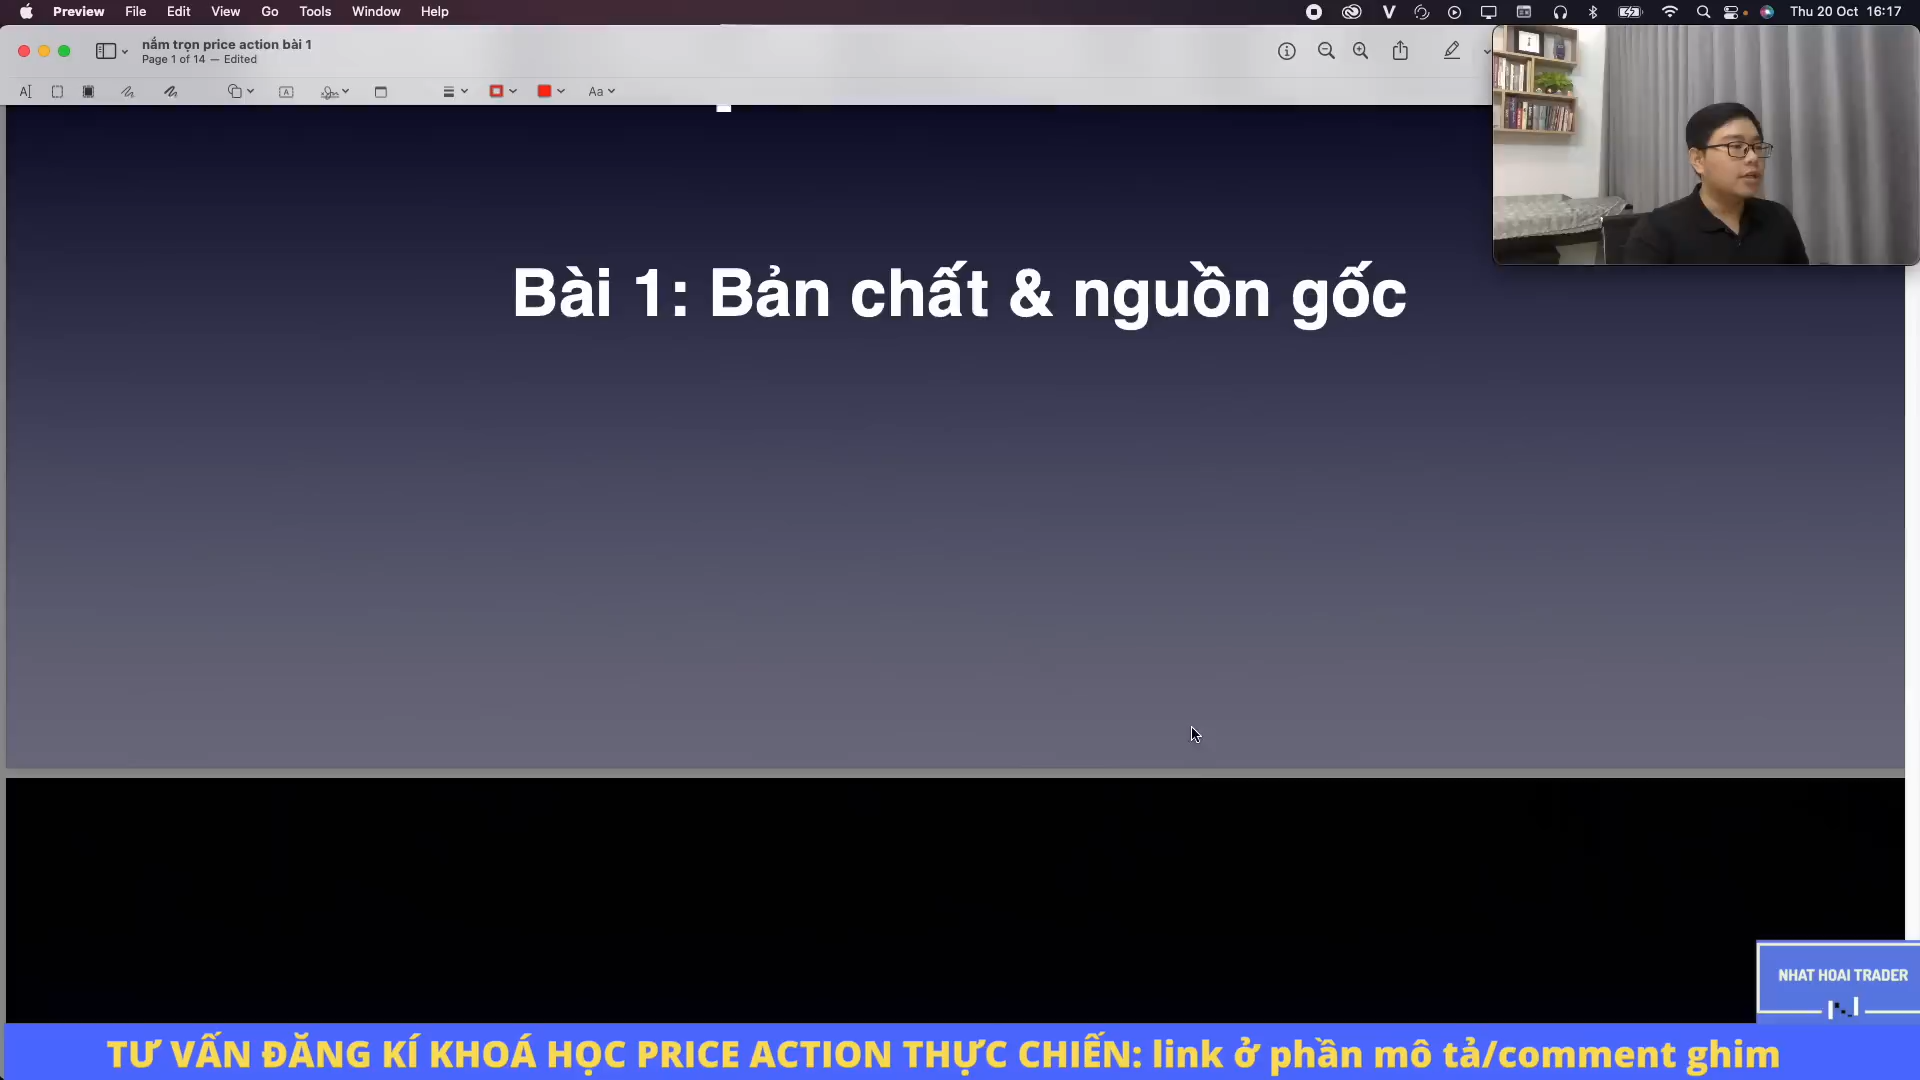 Preview File Edit View Go Tools Window Help Thu 20 Oct 16:17
nắm trọn price action bài 1
Page 1 of 14 — Edited
Aa
Bài 1: Bản chất & nguồn gốc
NHAT HOAI TRADER
TƯ VẤN ĐĂNG KÍ KHOÁ HỌC PRICE ACTION THỰC CHIẾN: link ở phần mô tả/comment ghim